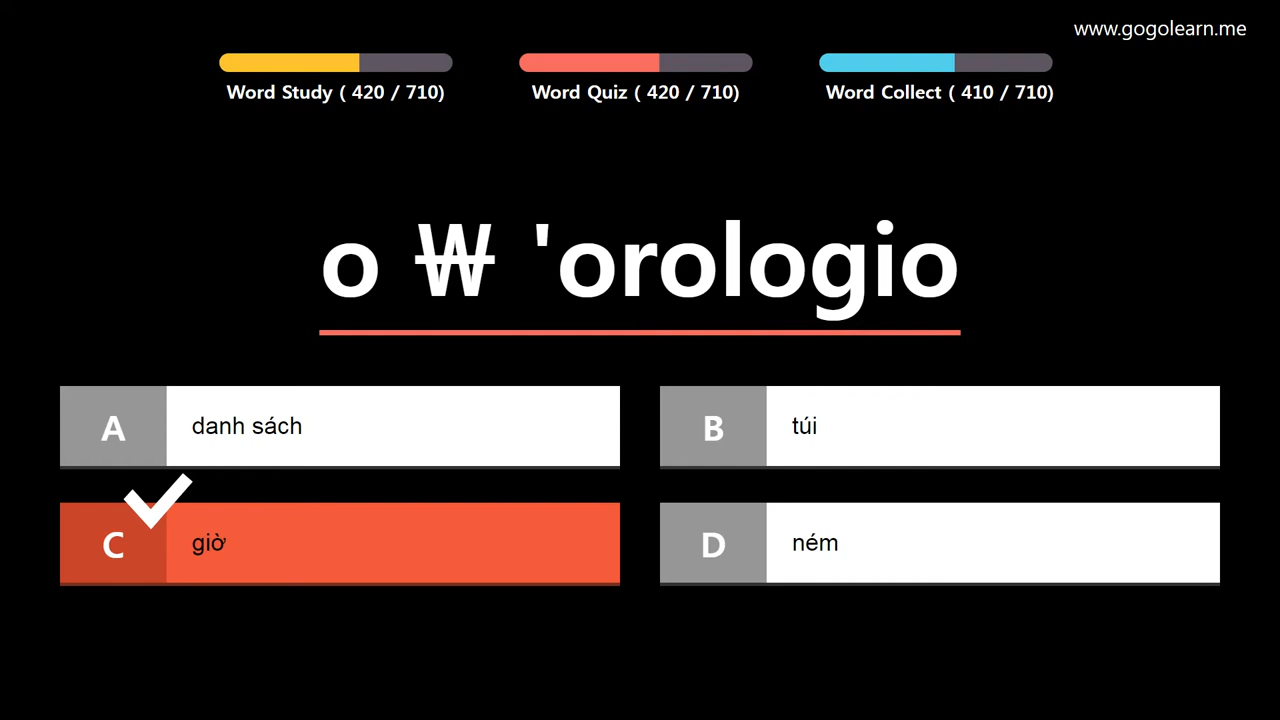 www.gogolearn.me
Word Study ( 420 / 710)
Word Quiz ( 420 / 710)
Word Collect ( 410 / 710)
o ₩ 'orologio
A danh sách
B túi
C giờ
D ném